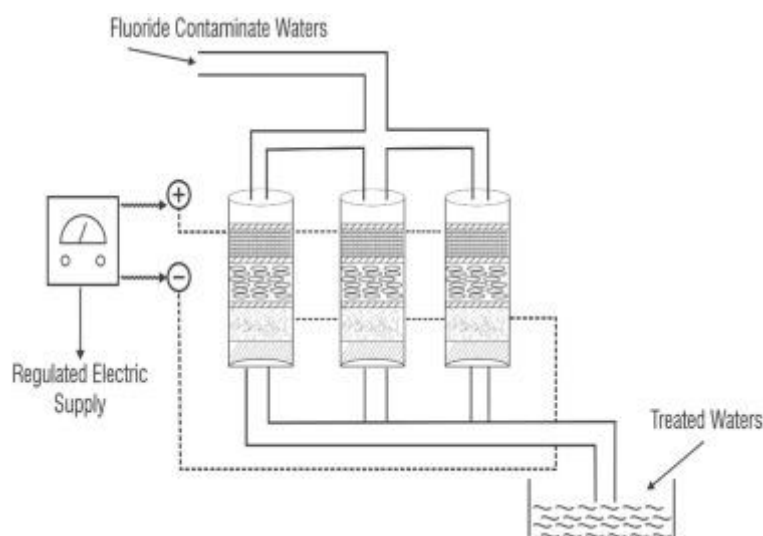 Fluoride Contaminate Waters
+
−
Regulated Electric
Supply
Treated Waters